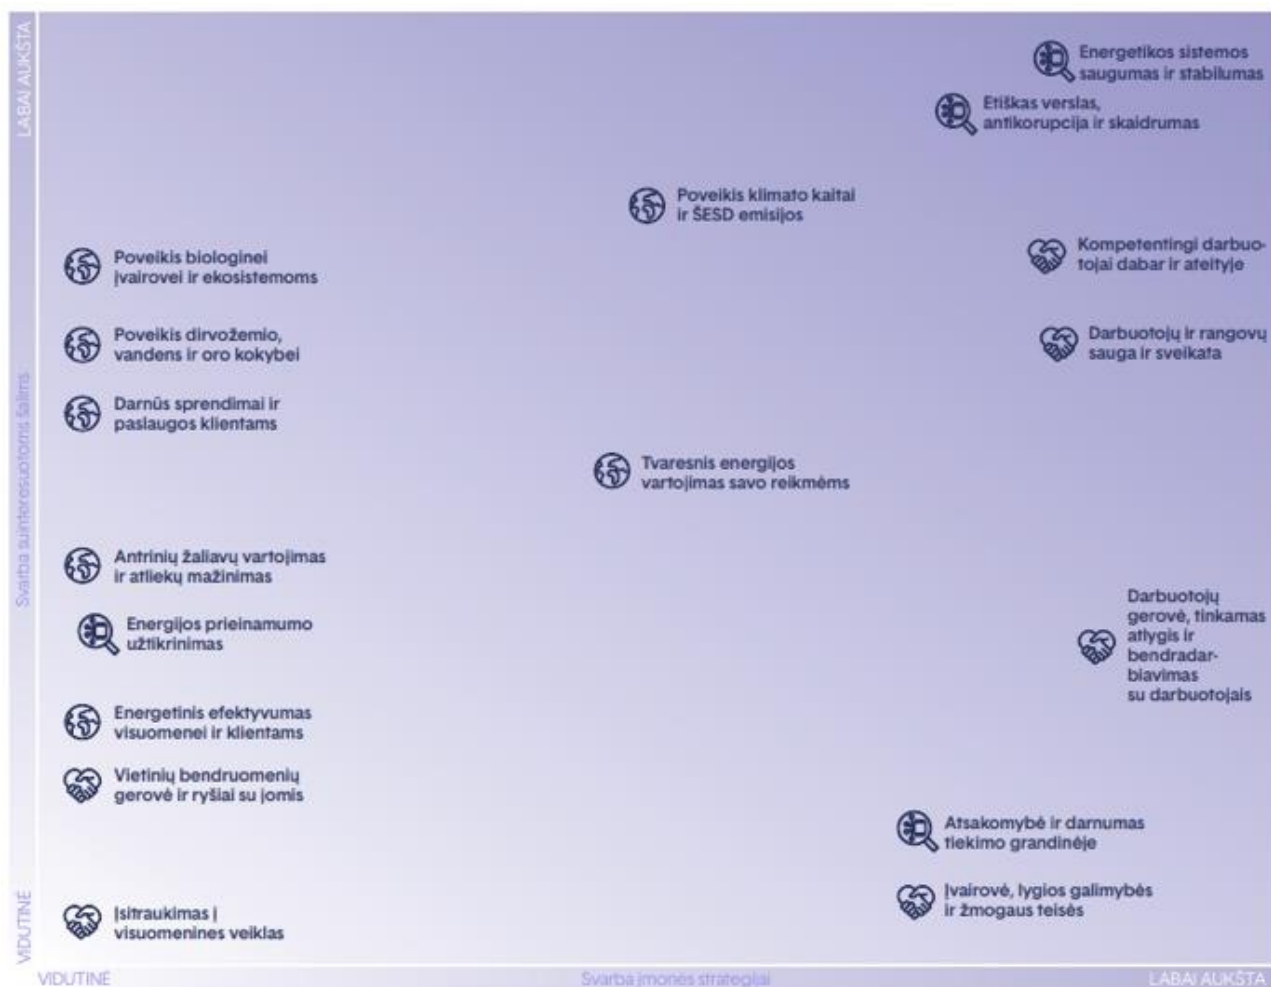 LABAI AUKŠTA
Svarba suinteresuotoms šalims
VIDUTINĖ
Energetikos sistemos
saugumas ir stabilumas
Etiškas verslas,
antikorupcija ir skaidrumas
Poveikis klimato kaitai
ir ŠESD emisijos
Kompetentingi darbuo-
tojai dabar ir ateityje
Poveikis biologinei
įvairovei ir ekosistemoms
Poveikis dirvožemio,
vandens ir oro kokybei
Darbuotojų ir rangovų
sauga ir sveikata
Darnūs sprendimai ir
paslaugos klientams
Tvaresnis energijos
vartojimas savo reikmėms
Antrinių žaliavų vartojimas
ir atliekų mažinimas
Energijos prieinamumo
užtikrinimas
Darbuotojų
gerovė, tinkamas
atlygis ir
bendradar-
biavimas
su darbuotojais
Energetinis efektyvumas
visuomenei ir klientams
Vietinių bendruomenių
gerovė ir ryšiai su jomis
Atsakomybė ir darnumas
tiekimo grandinėje
Įvairovė, lygios galimybės
ir žmogaus teisės
Įsitraukimas į
visuomenines veiklas
VIDUTINĖ
Svarba įmonės strategijai
LABAI AUKŠTA